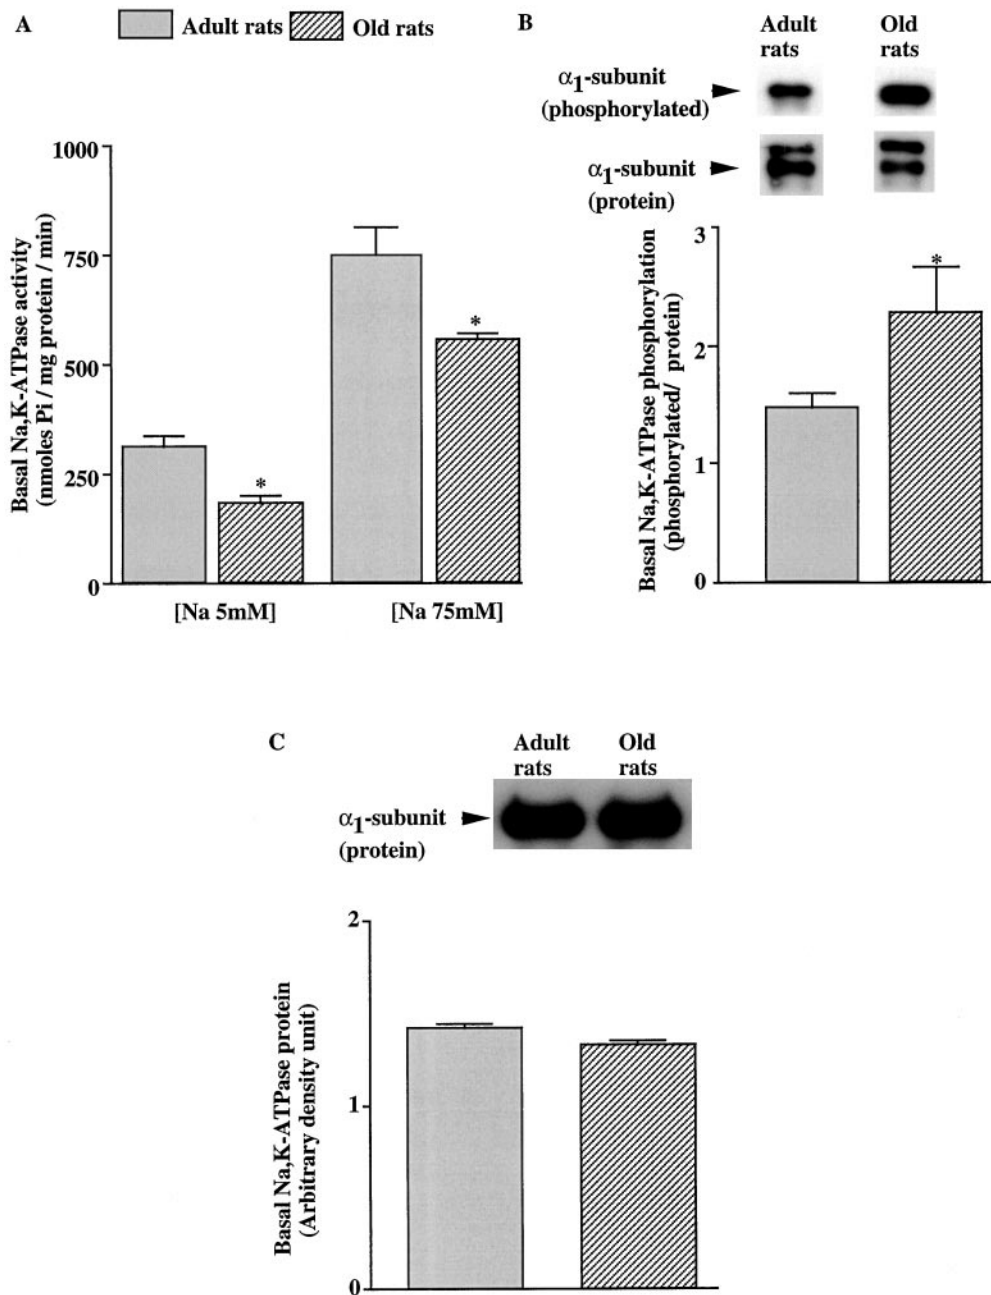 A
Adult rats
Old rats
Basal Na,K-ATPase activity
(nmoles Pi / mg protein / min)
1000
750
500
250
0
*
*
[Na 5mM]
[Na 75mM]
B
Adult
rats
Old
rats
α1-subunit
(phosphorylated)
α1-subunit
(protein)
Basal Na,K-ATPase phosphorylation
(phosphorylated/ protein)
3
2
1
0
*
C
Adult
rats
Old
rats
α1-subunit
(protein)
Basal Na,K-ATPase protein
(Arbitrary density unit)
2
1
0